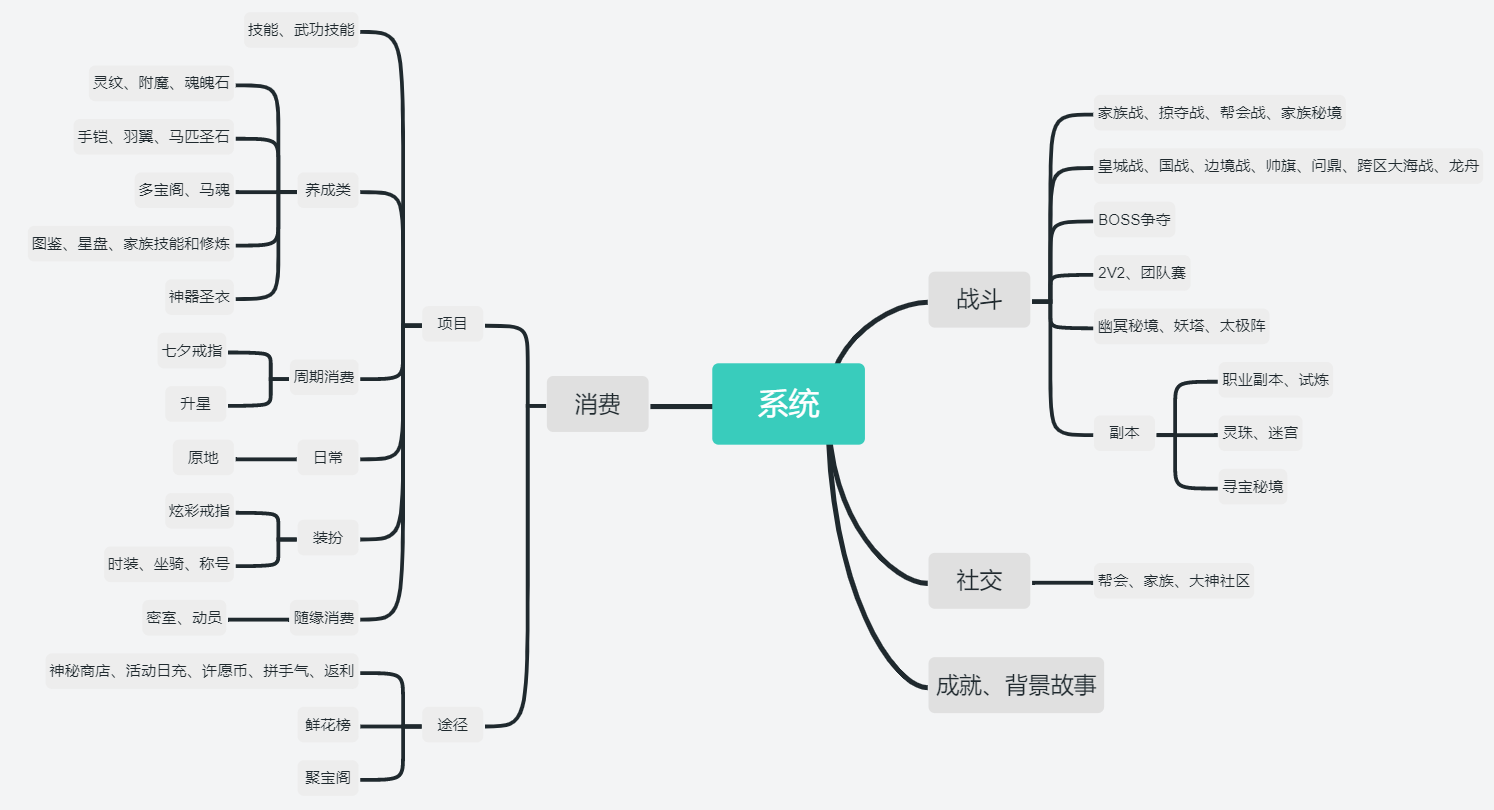 系统
战斗
家族战、掠夺战、帮会战、家族秘境
皇城战、国战、边境战、帅旗、问鼎、跨区大海战、龙舟
BOSS争夺
2V2、团队赛
幽冥秘境、妖塔、太极阵
副本
职业副本、试炼
灵珠、迷宫
寻宝秘境
社交
帮会、家族、大神社区
成就、背景故事
消费
项目
技能、武功技能
养成类
灵纹、附魔、魂魄石
手铠、羽翼、马匹圣石
多宝阁、马魂
图鉴、星盘、家族技能和修炼
神器圣衣
周期消费
七夕戒指
升星
日常
原地
装扮
炫彩戒指
时装、坐骑、称号
随缘消费
密室、动员
途径
神秘商店、活动日充、许愿币、拼手气、返利
鲜花榜
聚宝阁